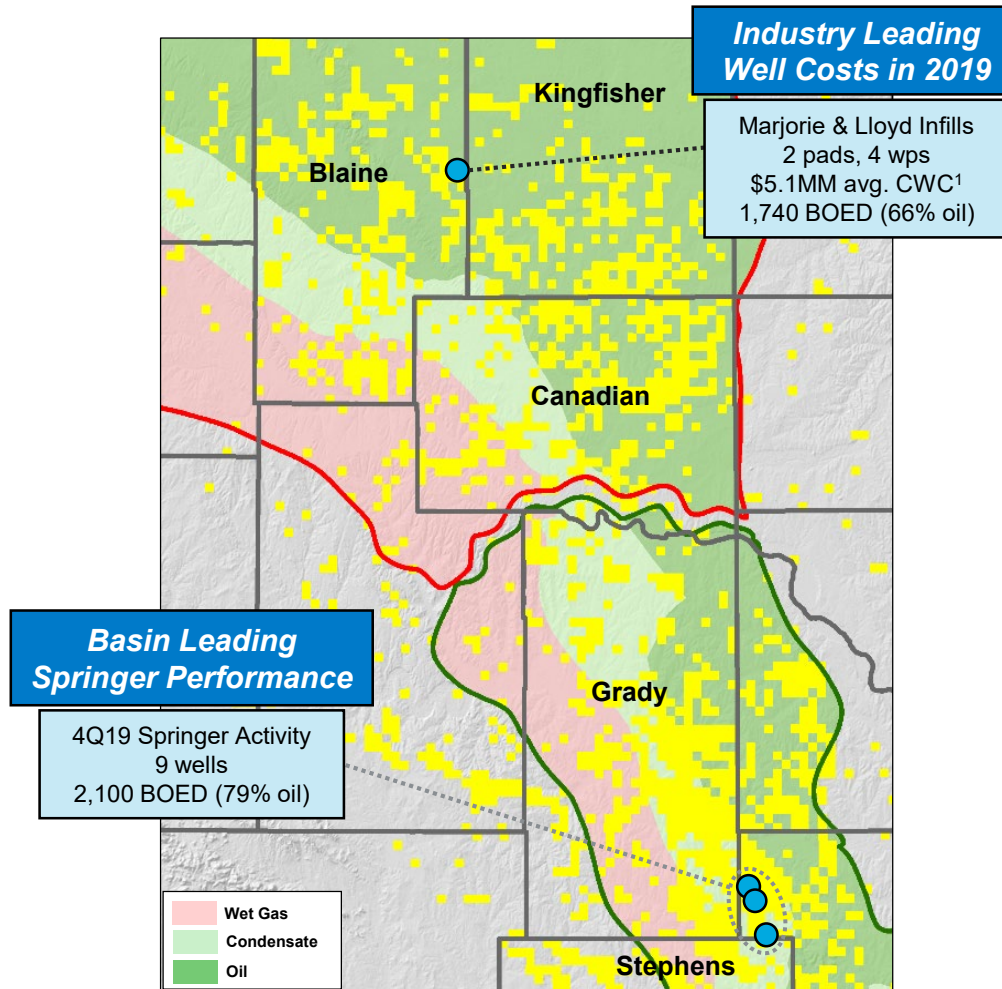 Industry Leading
Well Costs in 2019
Marjorie & Lloyd Infills
2 pads, 4 wps
$5.1MM avg. CWC¹
1,740 BOED (66% oil)
Kingfisher
Blaine
Canadian
Basin Leading
Springer Performance
4Q19 Springer Activity
9 wells
2,100 BOED (79% oil)
Grady
Stephens
Wet Gas
Condensate
Oil